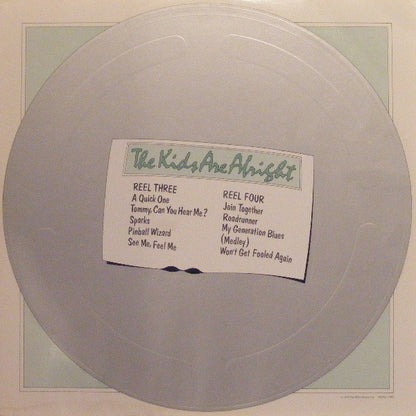 The Kids Are Alright
REEL THREE
A Quick One
Tommy, Can You Hear Me?
Sparks
Pinball Wizard
See Me, Feel Me
REEL FOUR
Join Together
Roadrunner
My Generation Blues
(Medley)
Won't Get Fooled Again